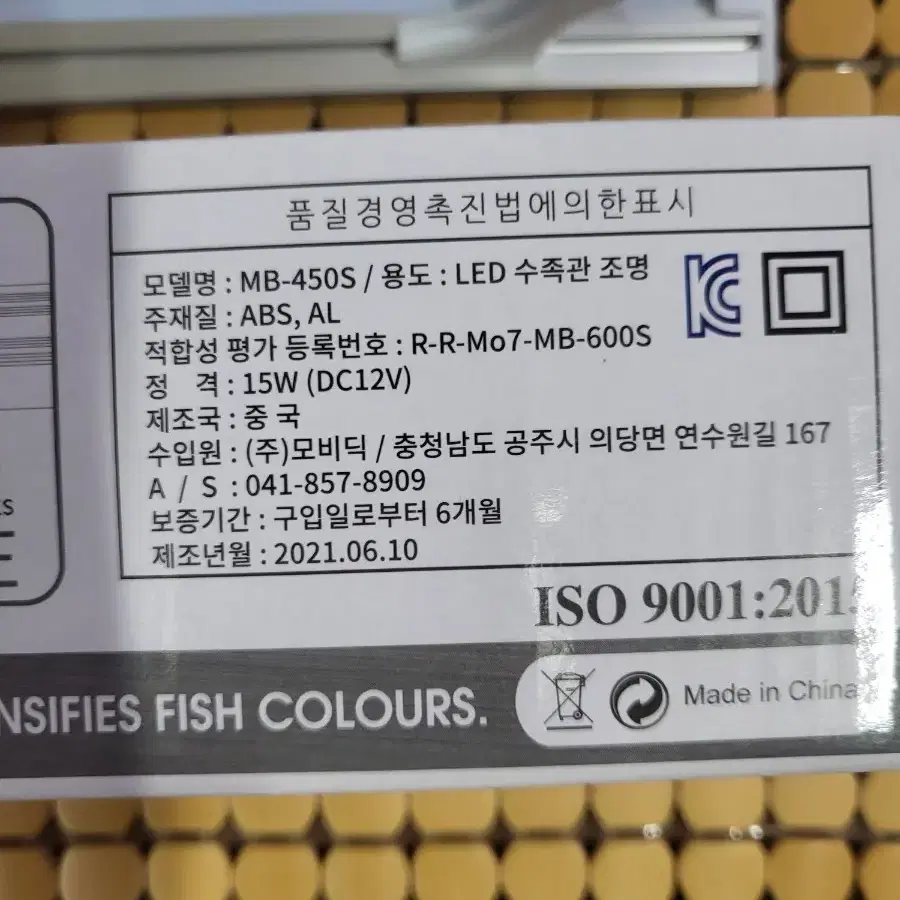 품질경영촉진법에의한표시
모델명 : MB-450S / 용도 : LED 수족관 조명
주재질 : ABS, AL
적합성 평가 등록번호 : R-R-Mo7-MB-600S
정 격 : 15W (DC12V)
제조국 : 중 국
수입원 : (주)모비딕 / 충청남도 공주시 의당면 연수원길 167
A / S : 041-857-8909
보증기간 : 구입일로부터 6개월
제조년월 : 2021.06.10
ISO 9001:2015
NSIFIES FISH COLOURS.
Made in China